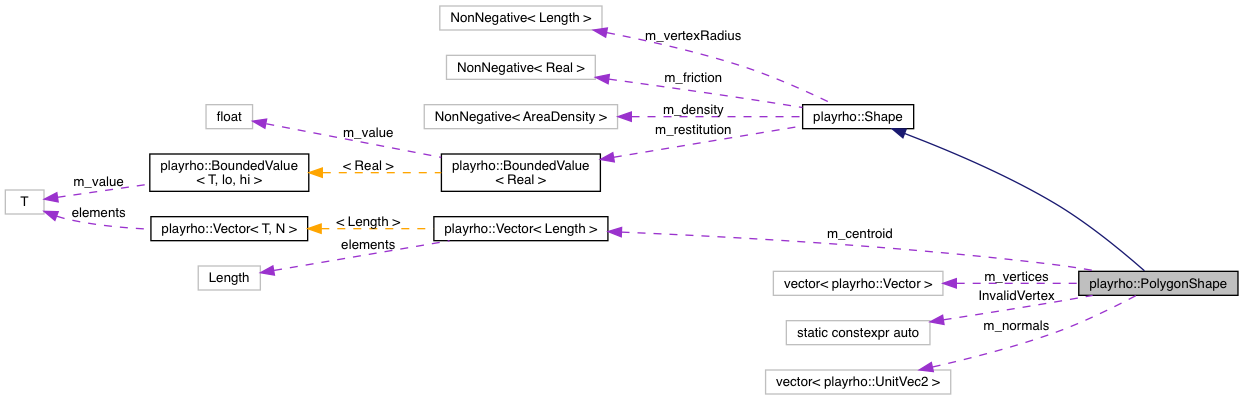 NonNegative< Length >
m_vertexRadius
NonNegative< Real >
m_friction
float
NonNegative< AreaDensity >
m_density
playrho::Shape
m_value
m_restitution
playrho::BoundedValue
< T, lo, hi >
< Real >
playrho::BoundedValue
< Real >
m_value
T
elements
playrho::Vector< T, N >
< Length >
playrho::Vector< Length >
m_centroid
elements
Length
vector< playrho::Vector >
m_vertices
playrho::PolygonShape
InvalidVertex
static constexpr auto
m_normals
vector< playrho::UnitVec2 >